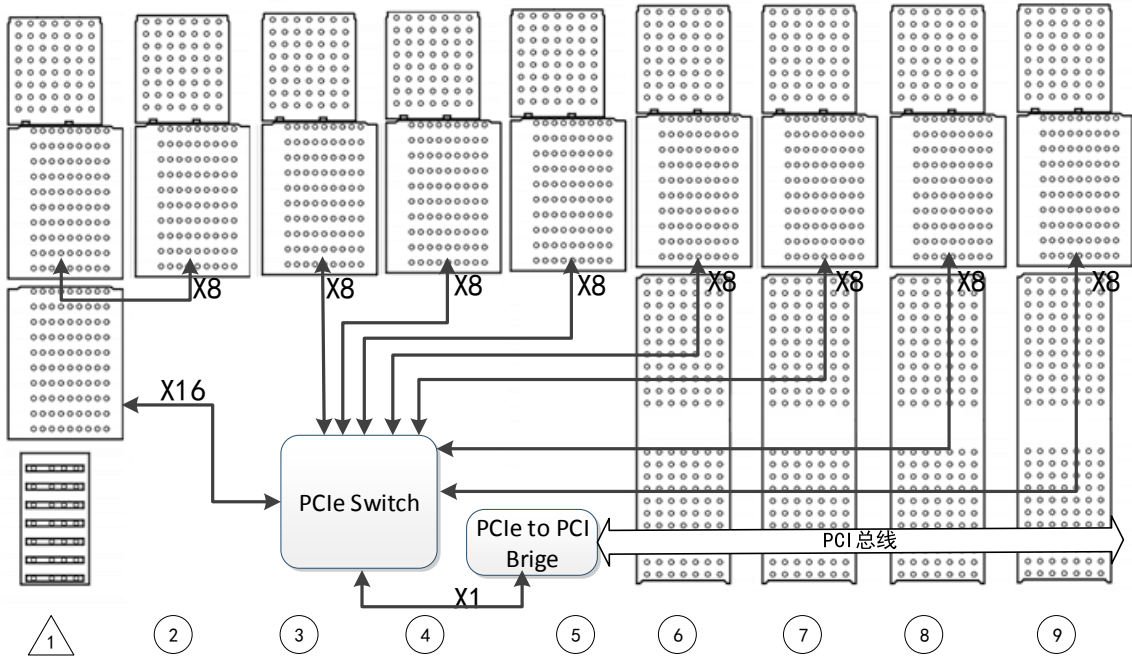 X8
X8
X8
X8
X8
X8
X8
X8
X16
PCIe Switch
PCIe to PCI
Brige
PCI总线
X1
1
2
3
4
5
6
7
8
9